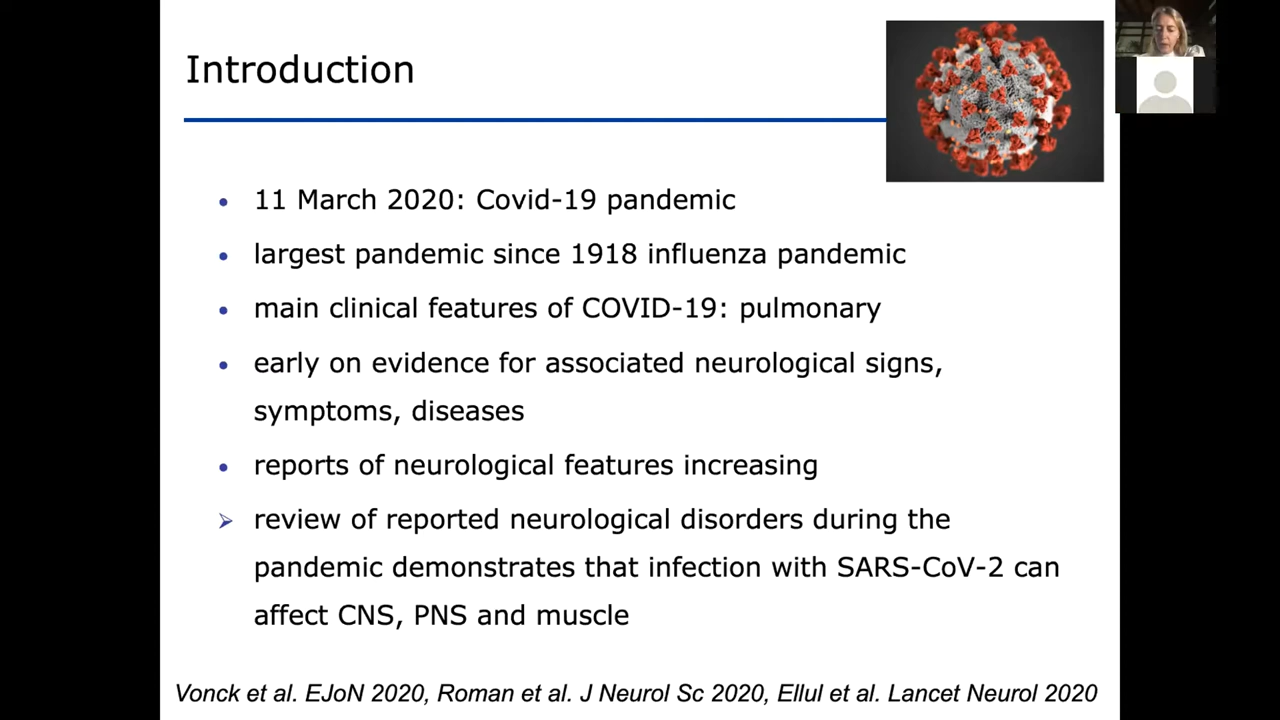 Introduction
• 11 March 2020: Covid-19 pandemic
• largest pandemic since 1918 influenza pandemic
• main clinical features of COVID-19: pulmonary
• early on evidence for associated neurological signs,
symptoms, diseases
• reports of neurological features increasing
➢ review of reported neurological disorders during the
pandemic demonstrates that infection with SARS-CoV-2 can
affect CNS, PNS and muscle
Vonck et al. EJoN 2020, Roman et al. J Neurol Sc 2020, Ellul et al. Lancet Neurol 2020